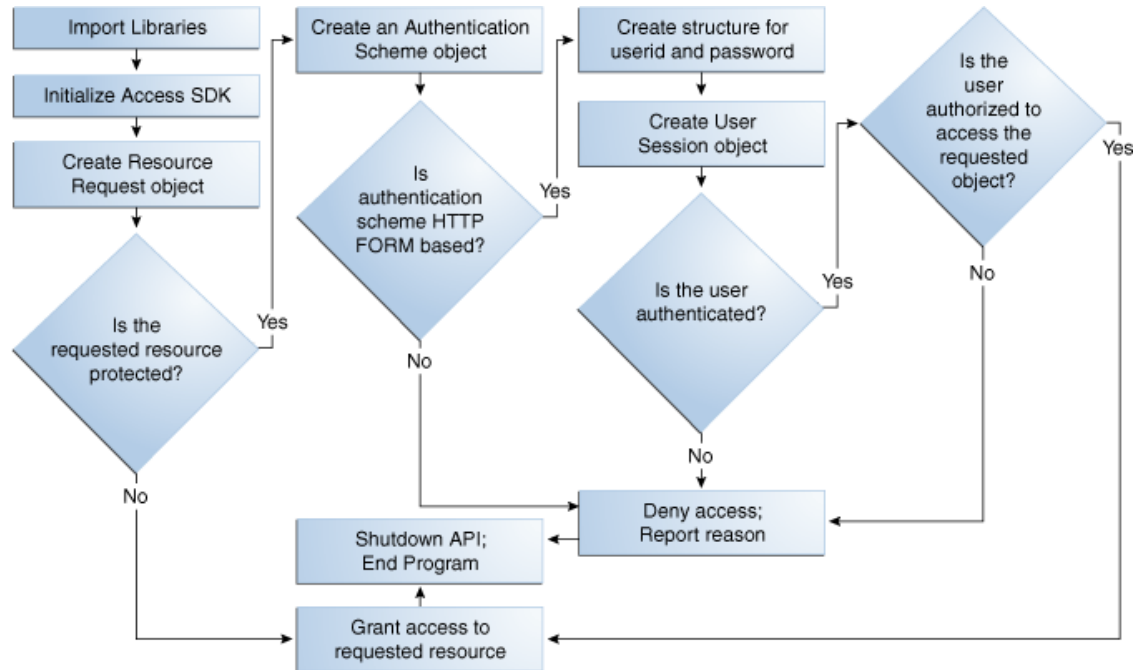 Import Libraries
Initialize Access SDK
Create Resource
Request object
Is the
requested resource
protected?
Yes
No
Create an Authentication
Scheme object
Is
authentication
scheme HTTP
FORM based?
Yes
No
Create structure for
userid and password
Create User
Session object
Is the user
authenticated?
Yes
No
Is the
user
authorized to
access the
requested
object?
Yes
No
Deny access;
Report reason
Shutdown API;
End Program
Grant access to
requested resource